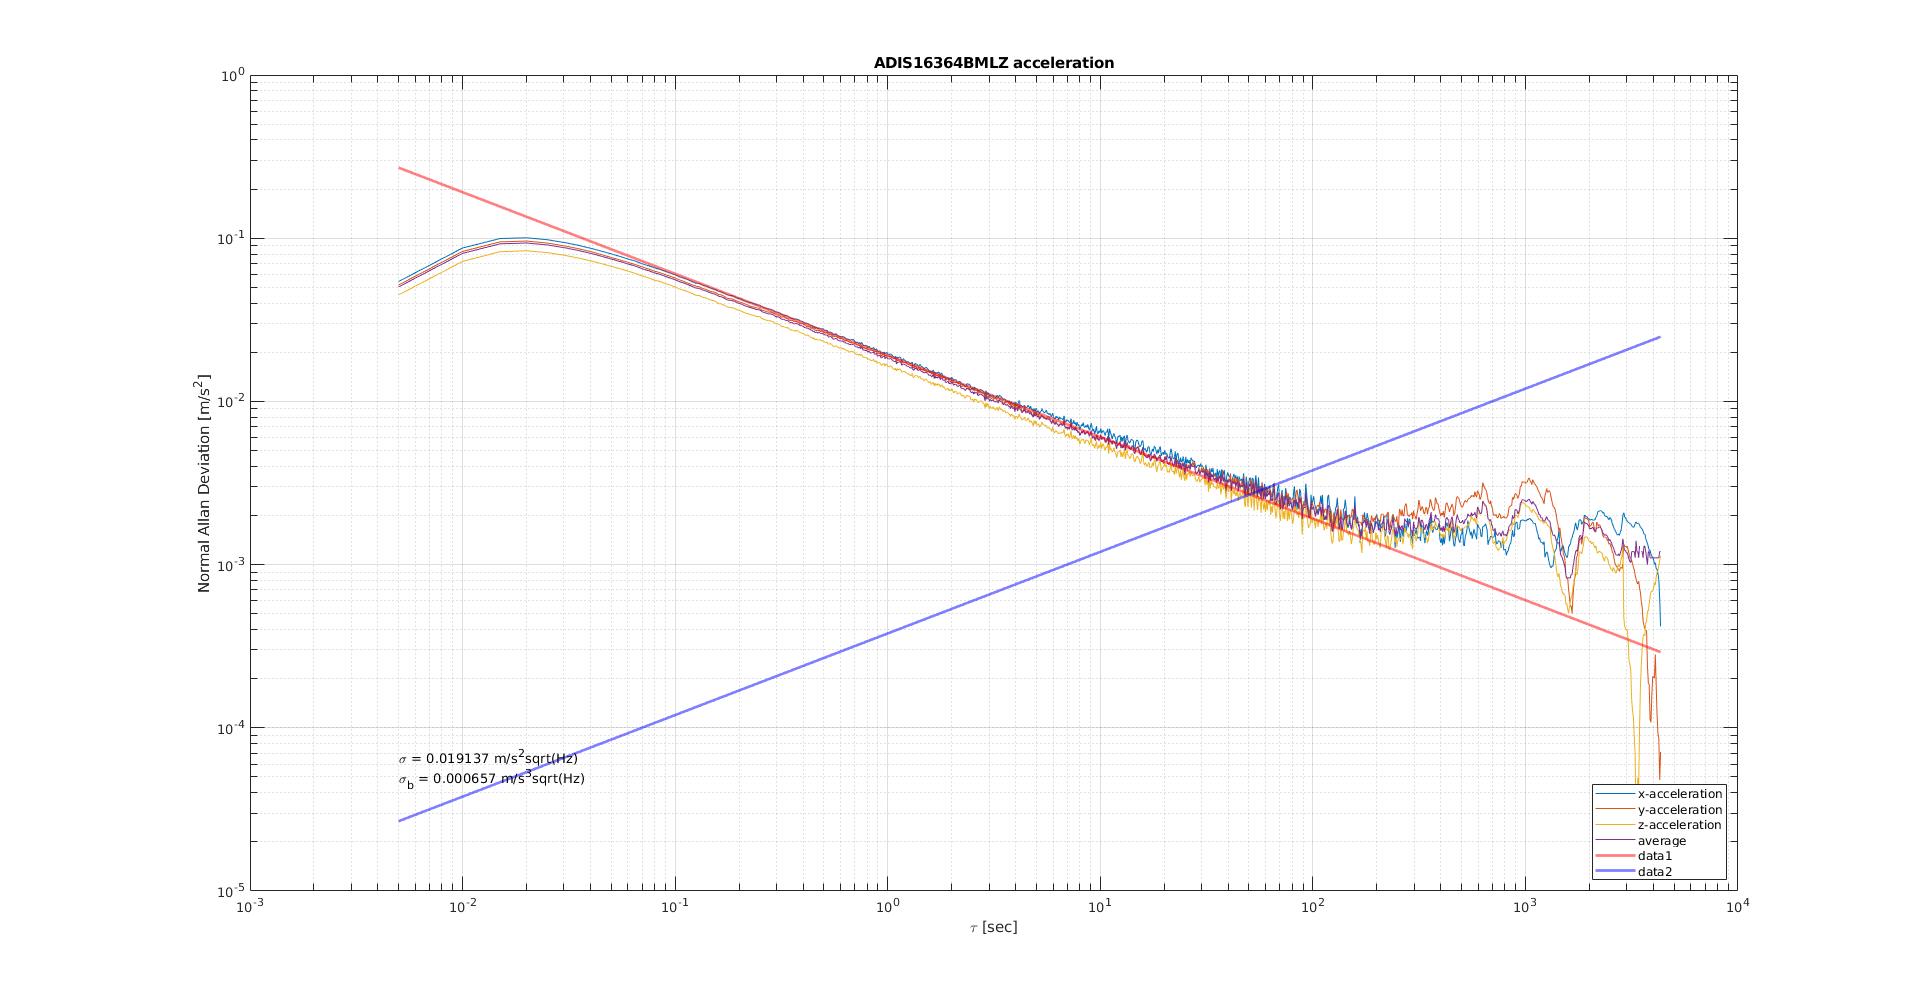 ADIS16364BMLZ acceleration
10^0
10^-1
10^-2
10^-3
10^-4
10^-5
Normal Allan Deviation [m/s^2]
σ = 0.019137 m/s^2sqrt(Hz)
σ_b = 0.000657 m/s^3sqrt(Hz)
x-acceleration
y-acceleration
z-acceleration
average
data1
data2
10^-3 10^-2 10^-1 10^0 10^1 10^2 10^3 10^4
τ [sec]